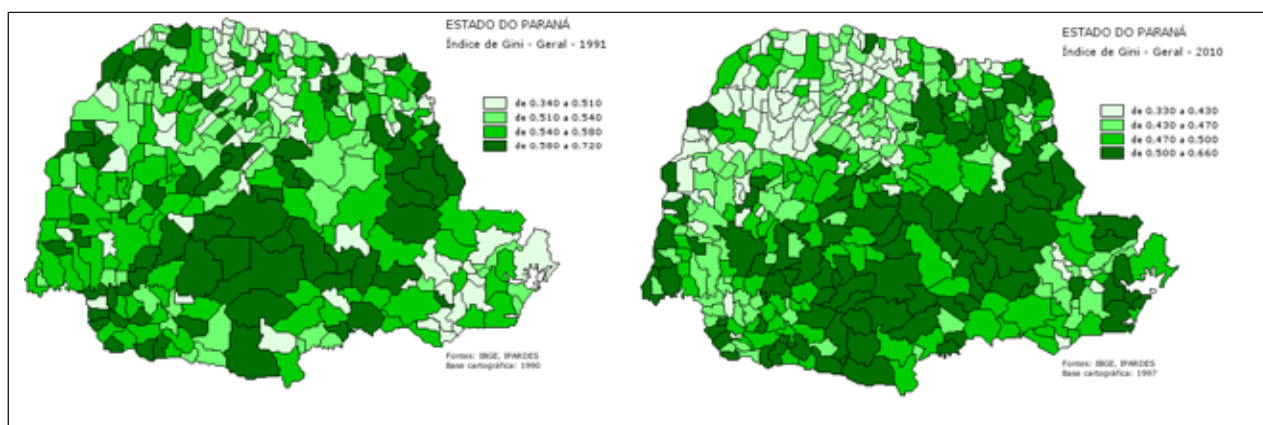 ESTADO DO PARANÁ
Índice de Gini - Geral - 1991
de 0.340 a 0.510
de 0.510 a 0.540
de 0.540 a 0.580
de 0.580 a 0.720
Fontes: IBGE, IPARDES
Base cartográfica: 1990
ESTADO DO PARANÁ
Índice de Gini - Geral - 2010
de 0.330 a 0.430
de 0.430 a 0.470
de 0.470 a 0.500
de 0.500 a 0.660
Fontes: IBGE, IPARDES
Base cartográfica: 1997